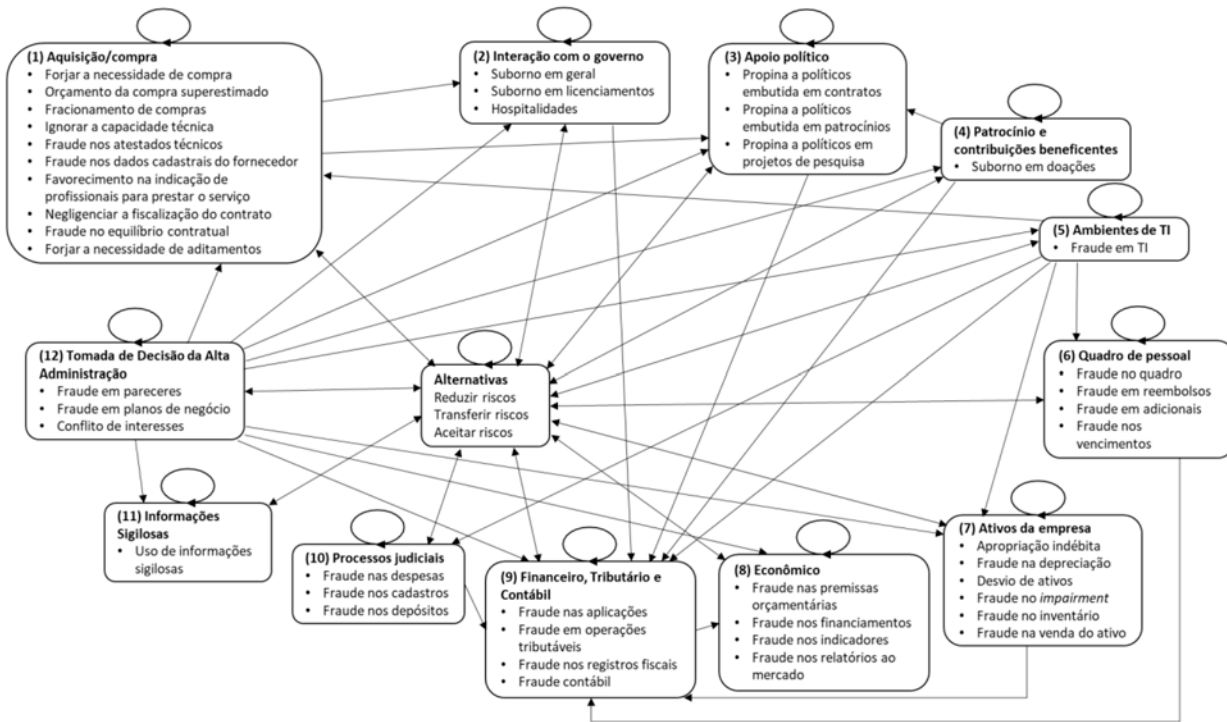 (1) Aquisição/compra
• Forjar a necessidade de compra
• Orçamento da compra superestimado
• Fracionamento de compras
• Ignorar a capacidade técnica
• Fraude nos atestados técnicos
• Fraude nos dados cadastrais do fornecedor
• Favorecimento na indicação de
profissionais para prestar o serviço
• Negligenciar a fiscalização do contrato
• Fraude no equilíbrio contratual
• Forjar a necessidade de aditamentos
(2) Interação com o governo
• Suborno em geral
• Suborno em licenciamentos
• Hospitalidades
(3) Apoio político
• Propina a políticos
embutida em contratos
• Propina a políticos
embutida em patrocínios
• Propina a políticos em
projetos de pesquisa
(4) Patrocínio e
contribuições beneficentes
• Suborno em doações
(5) Ambientes de TI
• Fraude em TI
(6) Quadro de pessoal
• Fraude no quadro
• Fraude em reembolsos
• Fraude em adicionais
• Fraude nos
vencimentos
(12) Tomada de Decisão da Alta
Administração
• Fraude em pareceres
• Fraude em planos de negócio
• Conflito de interesses
Alternativas
Reduzir riscos
Transferir riscos
Aceitar riscos
(11) Informações
Sigilosas
• Uso de informações
sigilosas
(10) Processos judiciais
• Fraude nas despesas
• Fraude nos cadastros
• Fraude nos depósitos
(9) Financeiro, Tributário e
Contábil
• Fraude nas aplicações
• Fraude em operações
tributáveis
• Fraude nos registros fiscais
• Fraude contábil
(8) Econômico
• Fraude nas premissas
orçamentárias
• Fraude nos financiamentos
• Fraude nos indicadores
• Fraude nos relatórios ao
mercado
(7) Ativos da empresa
• Apropriação indébita
• Fraude na depreciação
• Desvio de ativos
• Fraude no impairment
• Fraude no inventário
• Fraude na venda do ativo